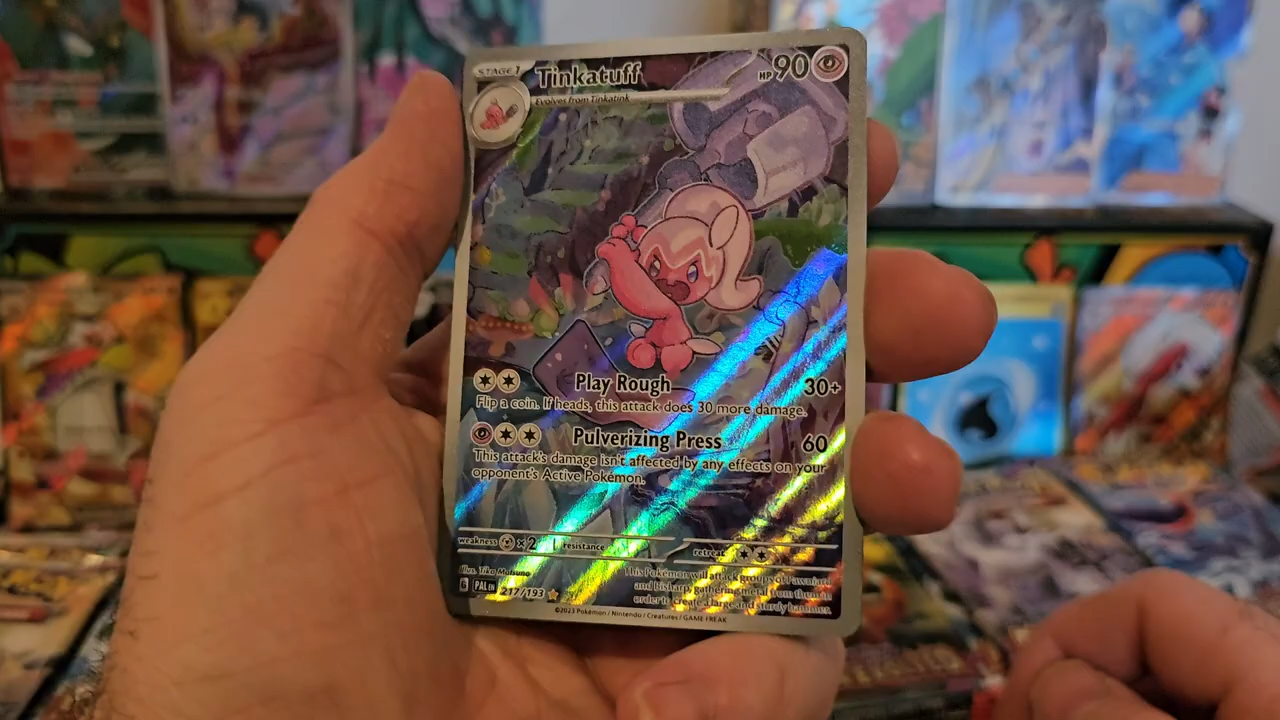 STAGE 1 Tinkatuff HP 90
Evolves from Tinkatink
Play Rough 30+
Flip a coin. If heads, this attack does 30 more damage.
Pulverizing Press 60
This attack's damage isn't affected by any effects on your
opponent's Active Pokémon.
weakness ×2 resistance retreat
Illus. Tika Matsuno
G PAL EN 217/193
This Pokémon will attack groups of Pawniard
and Bisharp, gathering metal from them in
order to create large and sturdy hammers.
©2023 Pokémon / Nintendo / Creatures / GAME FREAK